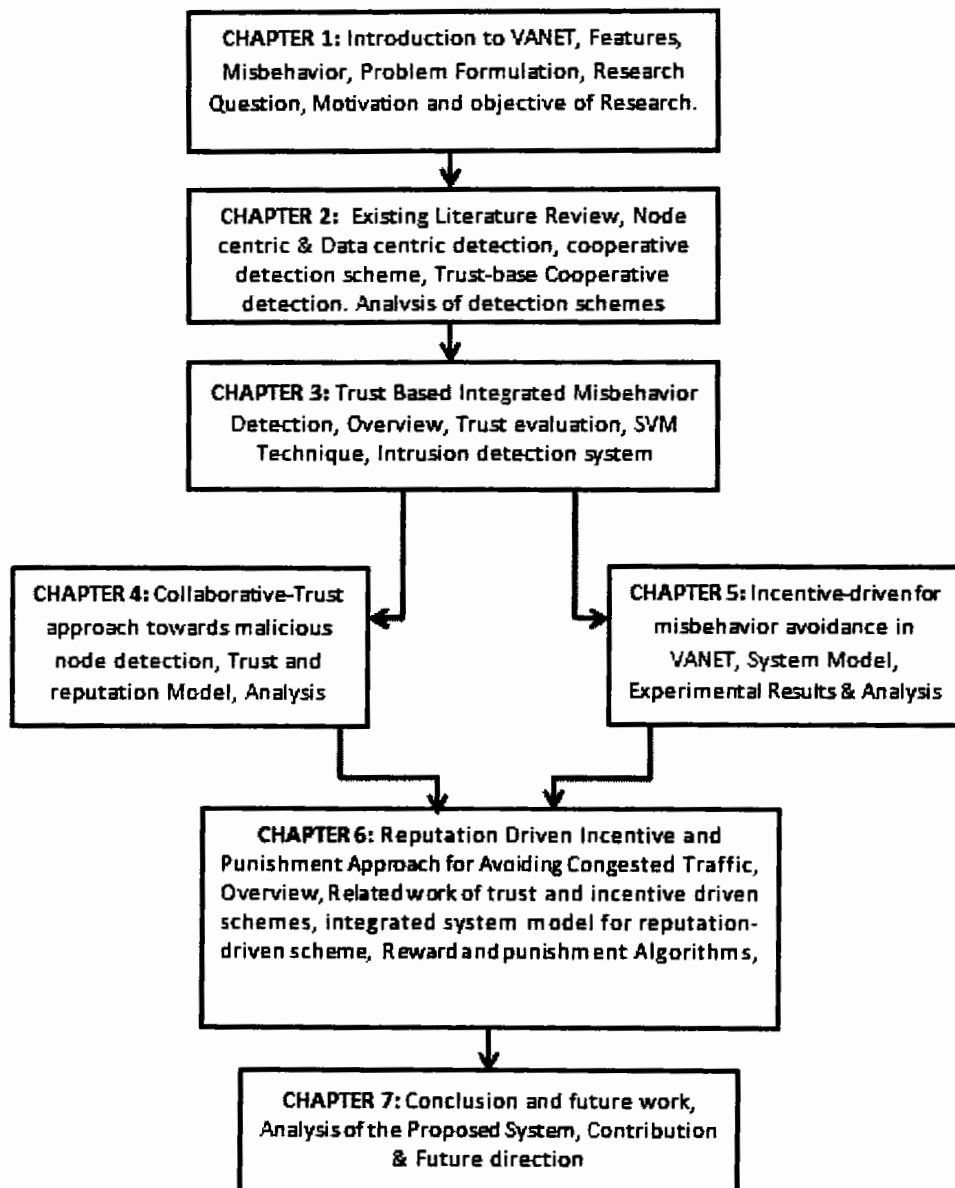 CHAPTER 1: Introduction to VANET, Features,
Misbehavior, Problem Formulation, Research
Question, Motivation and objective of Research.
CHAPTER 2: Existing Literature Review, Node
centric & Data centric detection, cooperative
detection scheme, Trust-base Cooperative
detection. Analysis of detection schemes
CHAPTER 3: Trust Based Integrated Misbehavior
Detection, Overview, Trust evaluation, SVM
Technique, Intrusion detection system
CHAPTER 4: Collaborative-Trust
approach towards malicious
node detection, Trust and
reputation Model, Analysis
CHAPTER 5: Incentive-driven for
misbehavior avoidance in
VANET, System Model,
Experimental Results & Analysis
CHAPTER 6: Reputation Driven Incentive and
Punishment Approach for Avoiding Congested Traffic,
Overview, Related work of trust and incentive driven
schemes, integrated system model for reputation-
driven scheme, Reward and punishment Algorithms,
CHAPTER 7: Conclusion and future work,
Analysis of the Proposed System, Contribution
& Future direction